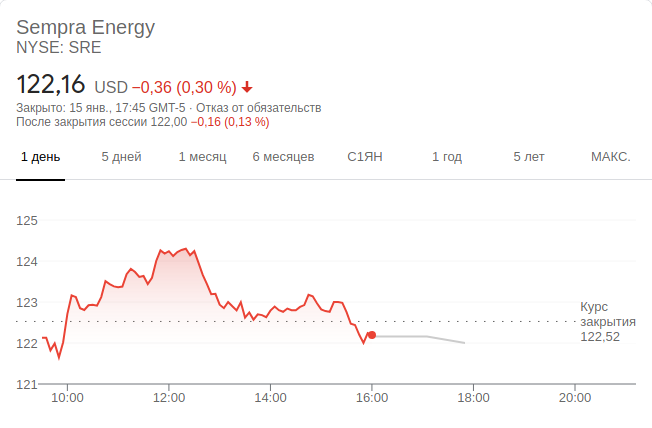 Sempra Energy
NYSE: SRE
122,16 USD −0,36 (0,30 %)
Закрыто: 15 янв., 17:45 GMT-5 · Отказ от обязательств
После закрытия сессии 122,00 −0,16 (0,13 %)
1 день 5 дней 1 месяц 6 месяцев С1ЯН 1 год 5 лет МАКС.
125
124
123
Курс
закрытия
122,52
122
121
10:00 12:00 14:00 16:00 18:00 20:00